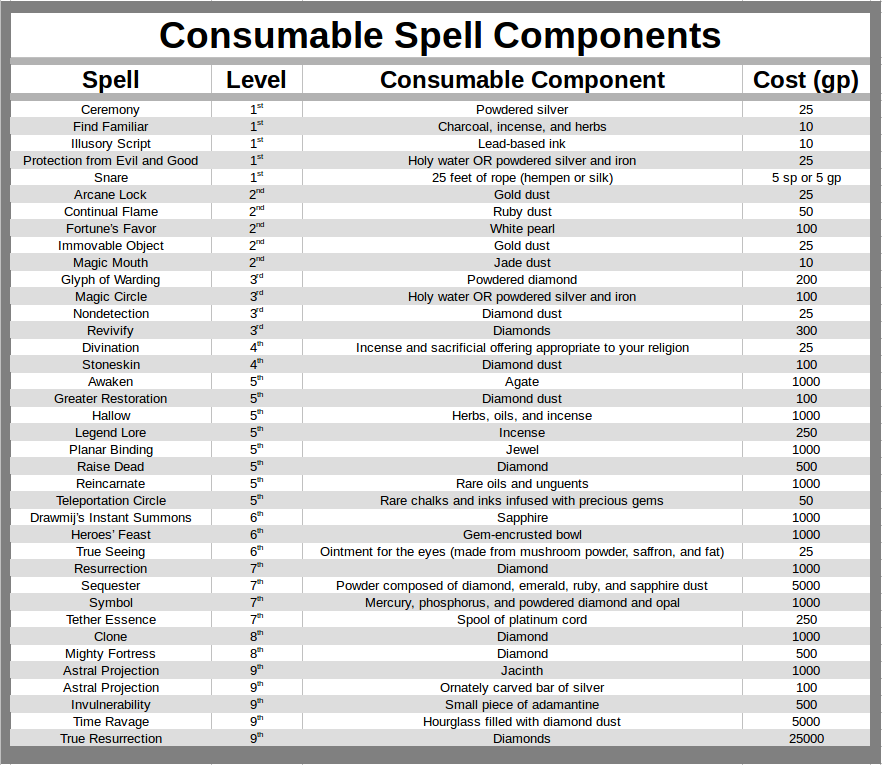 Consumable Spell Components
Spell Level Consumable Component Cost (gp)
Ceremony 1st Powdered silver 25
Find Familiar 1st Charcoal, incense, and herbs 10
Illusory Script 1st Lead-based ink 10
Protection from Evil and Good 1st Holy water OR powdered silver and iron 25
Snare 1st 25 feet of rope (hempen or silk) 5 sp or 5 gp
Arcane Lock 2nd Gold dust 25
Continual Flame 2nd Ruby dust 50
Fortune's Favor 2nd White pearl 100
Immovable Object 2nd Gold dust 25
Magic Mouth 2nd Jade dust 10
Glyph of Warding 3rd Powdered diamond 200
Magic Circle 3rd Holy water OR powdered silver and iron 100
Nondetection 3rd Diamond dust 25
Revivify 3rd Diamonds 300
Divination 4th Incense and sacrificial offering appropriate to your religion 25
Stoneskin 4th Diamond dust 100
Awaken 5th Agate 1000
Greater Restoration 5th Diamond dust 100
Hallow 5th Herbs, oils, and incense 1000
Legend Lore 5th Incense 250
Planar Binding 5th Jewel 1000
Raise Dead 5th Diamond 500
Reincarnate 5th Rare oils and unguents 1000
Teleportation Circle 5th Rare chalks and inks infused with precious gems 50
Drawmij's Instant Summons 6th Sapphire 1000
Heroes' Feast 6th Gem-encrusted bowl 1000
True Seeing 6th Ointment for the eyes (made from mushroom powder, saffron, and fat) 25
Resurrection 7th Diamond 1000
Sequester 7th Powder composed of diamond, emerald, ruby, and sapphire dust 5000
Symbol 7th Mercury, phosphorus, and powdered diamond and opal 1000
Tether Essence 7th Spool of platinum cord 250
Clone 8th Diamond 1000
Mighty Fortress 8th Diamond 500
Astral Projection 9th Jacinth 1000
Astral Projection 9th Ornately carved bar of silver 100
Invulnerability 9th Small piece of adamantine 500
Time Ravage 9th Hourglass filled with diamond dust 5000
True Resurrection 9th Diamonds 25000